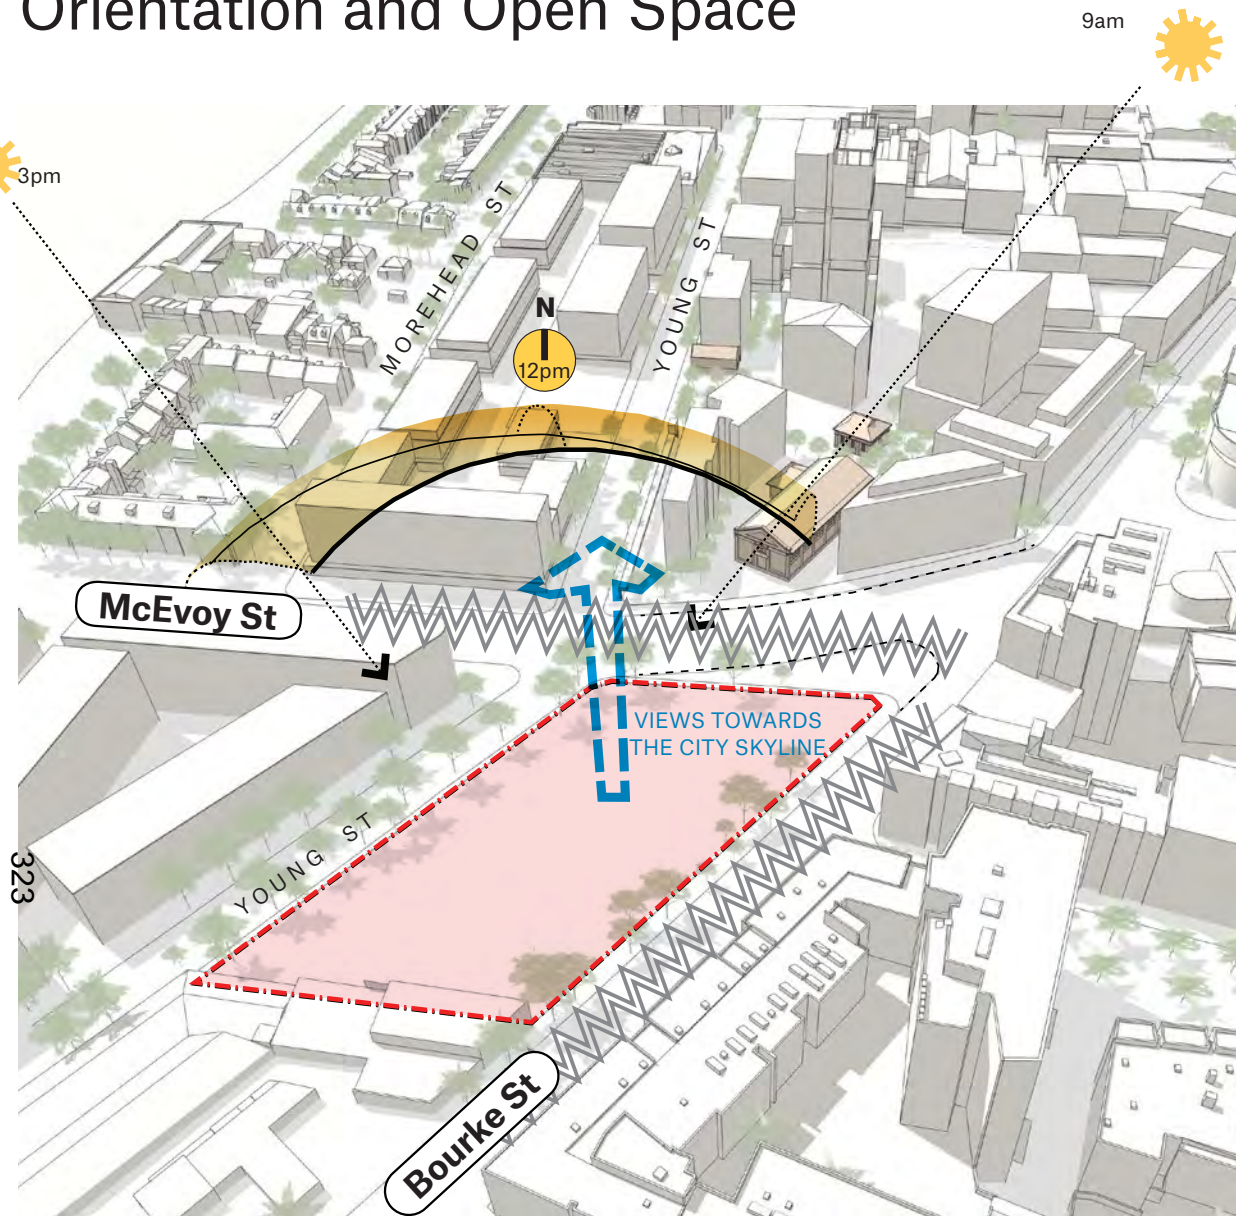 Orientation and Open Space
9am
3pm
MOREHEAD ST
YOUNG ST
N
12pm
McEvoy St
VIEWS TOWARDS
THE CITY SKYLINE
YOUNG ST
323
Bourke St